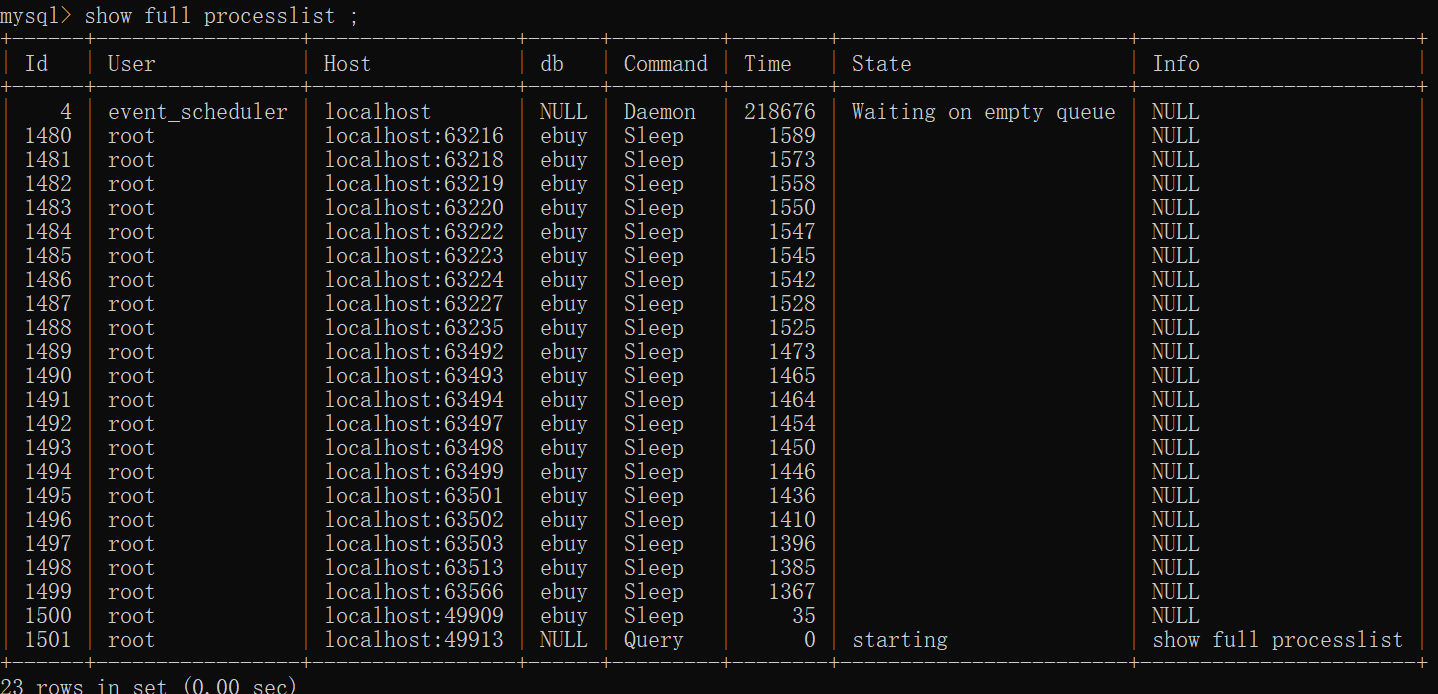 mysql> show full processlist ;
+------+-----------------+-----------------+------+---------+--------+------------------------+-----------------------+
| Id | User | Host | db | Command | Time | State | Info |
+------+-----------------+-----------------+------+---------+--------+------------------------+-----------------------+
| 4 | event_scheduler | localhost | NULL | Daemon | 218676 | Waiting on empty queue | NULL |
| 1480 | root | localhost:63216 | ebuy | Sleep | 1589 | | NULL |
| 1481 | root | localhost:63218 | ebuy | Sleep | 1573 | | NULL |
| 1482 | root | localhost:63219 | ebuy | Sleep | 1558 | | NULL |
| 1483 | root | localhost:63220 | ebuy | Sleep | 1550 | | NULL |
| 1484 | root | localhost:63222 | ebuy | Sleep | 1547 | | NULL |
| 1485 | root | localhost:63223 | ebuy | Sleep | 1545 | | NULL |
| 1486 | root | localhost:63224 | ebuy | Sleep | 1542 | | NULL |
| 1487 | root | localhost:63227 | ebuy | Sleep | 1528 | | NULL |
| 1488 | root | localhost:63235 | ebuy | Sleep | 1525 | | NULL |
| 1489 | root | localhost:63492 | ebuy | Sleep | 1473 | | NULL |
| 1490 | root | localhost:63493 | ebuy | Sleep | 1465 | | NULL |
| 1491 | root | localhost:63494 | ebuy | Sleep | 1464 | | NULL |
| 1492 | root | localhost:63497 | ebuy | Sleep | 1454 | | NULL |
| 1493 | root | localhost:63498 | ebuy | Sleep | 1450 | | NULL |
| 1494 | root | localhost:63499 | ebuy | Sleep | 1446 | | NULL |
| 1495 | root | localhost:63501 | ebuy | Sleep | 1436 | | NULL |
| 1496 | root | localhost:63502 | ebuy | Sleep | 1410 | | NULL |
| 1497 | root | localhost:63503 | ebuy | Sleep | 1396 | | NULL |
| 1498 | root | localhost:63513 | ebuy | Sleep | 1385 | | NULL |
| 1499 | root | localhost:63566 | ebuy | Sleep | 1367 | | NULL |
| 1500 | root | localhost:49909 | ebuy | Sleep | 35 | | NULL |
| 1501 | root | localhost:49913 | NULL | Query | 0 | starting | show full processlist |
+------+-----------------+-----------------+------+---------+--------+------------------------+-----------------------+
23 rows in set (0.00 sec)